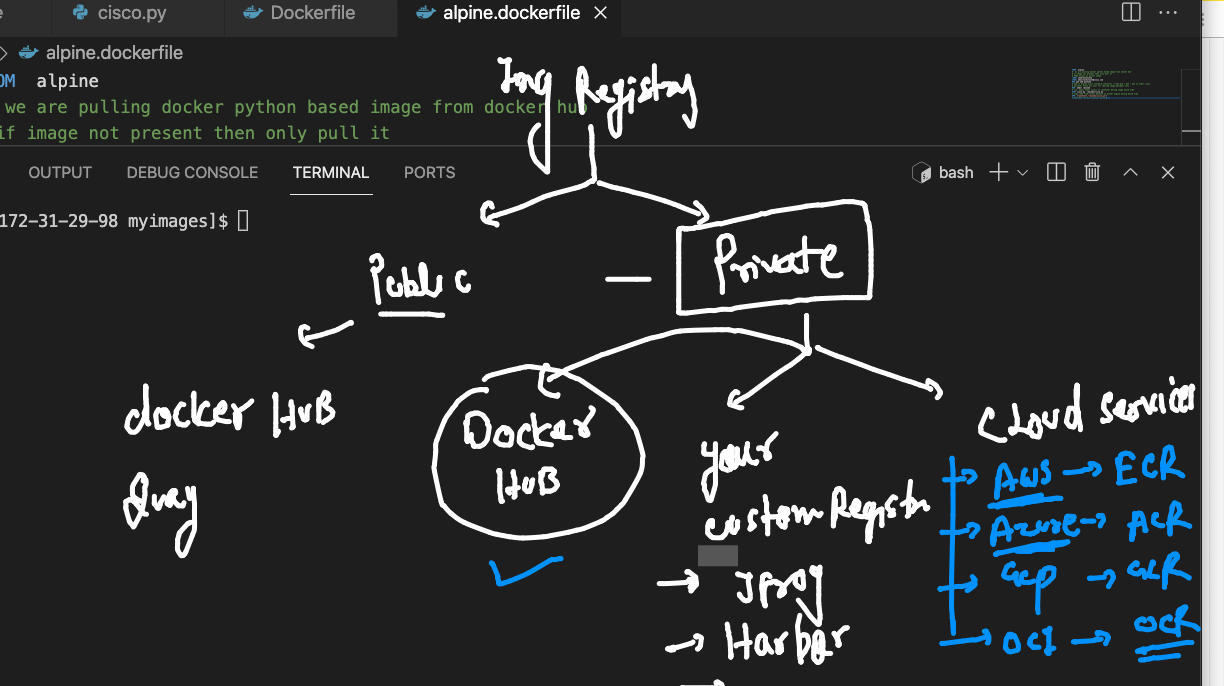 cisco.py Dockerfile alpine.dockerfile
alpine.dockerfile
OM alpine
we are pulling docker python based image from docker hub
if image not present then only pull it
OUTPUT DEBUG CONSOLE TERMINAL PORTS bash
172-31-29-98 myimages]$
Img Registry
Public
Private
docker HUB
Quay
Docker
HUB
your
custom Registr
Jfrog
Harbor
cloud services
AWS → ECR
Azure → ACR
GCP → GCR
OCI → OCR